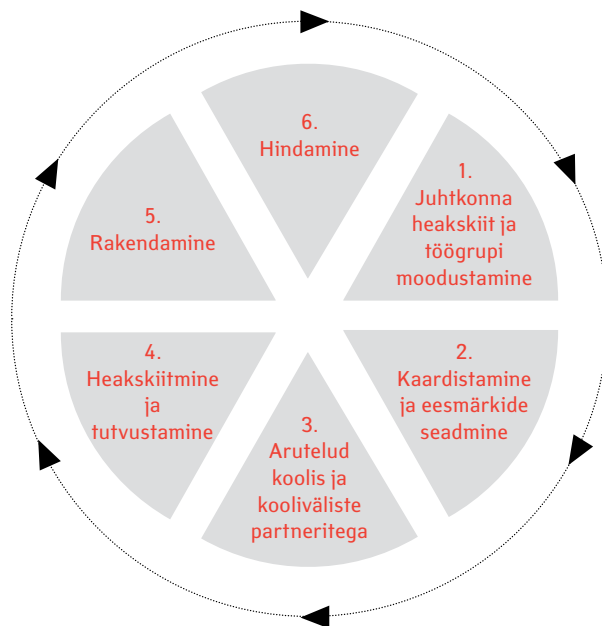 6.
Hindamine
1.
Juhtkonna
heakskiit ja
töögrupi
moodustamine
2.
Kaardistamine
ja eesmärkide
seadmine
3.
Arutelud
koolis ja
kooliväliste
partneritega
4.
Heakskiitmine
ja
tutvustamine
5.
Rakendamine